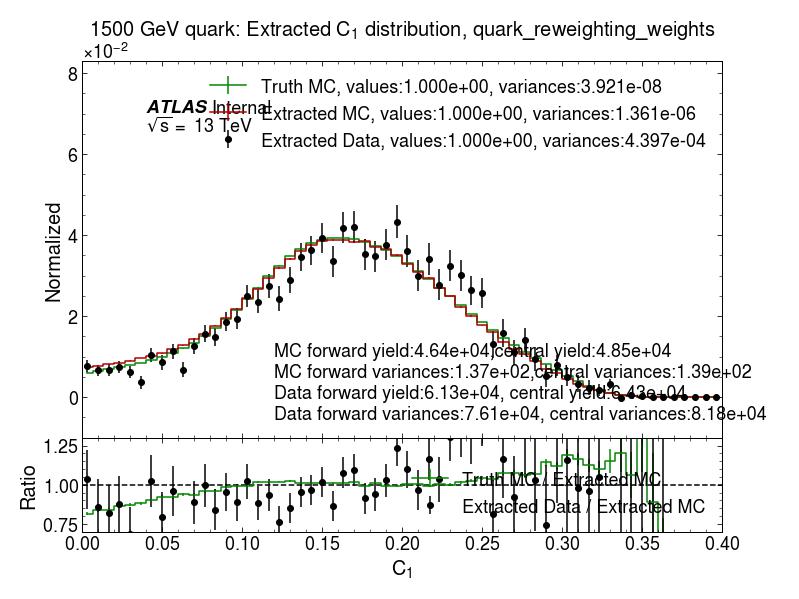 1500 GeV quark: Extracted C1 distribution, quark_reweighting_weights
×10−2
8
Truth MC, values:1.000e+00, variances:3.921e-08
ATLAS Internal
Extracted MC, values:1.000e+00, variances:1.361e-06
√s = 13 TeV
Extracted Data, values:1.000e+00, variances:4.397e-04
6
Normalized
4
2
MC forward yield:4.64e+04,central yield:4.85e+04
MC forward variances:1.37e+02,central variances:1.39e+02
Data forward yield:6.13e+04, central yield:6.43e+04
0
Data forward variances:7.61e+04, central variances:8.18e+04
1.25
Ratio
Truth MC / Extracted MC
1.00
Extracted Data / Extracted MC
0.75
0.00 0.05 0.10 0.15 0.20 0.25 0.30 0.35 0.40
C1